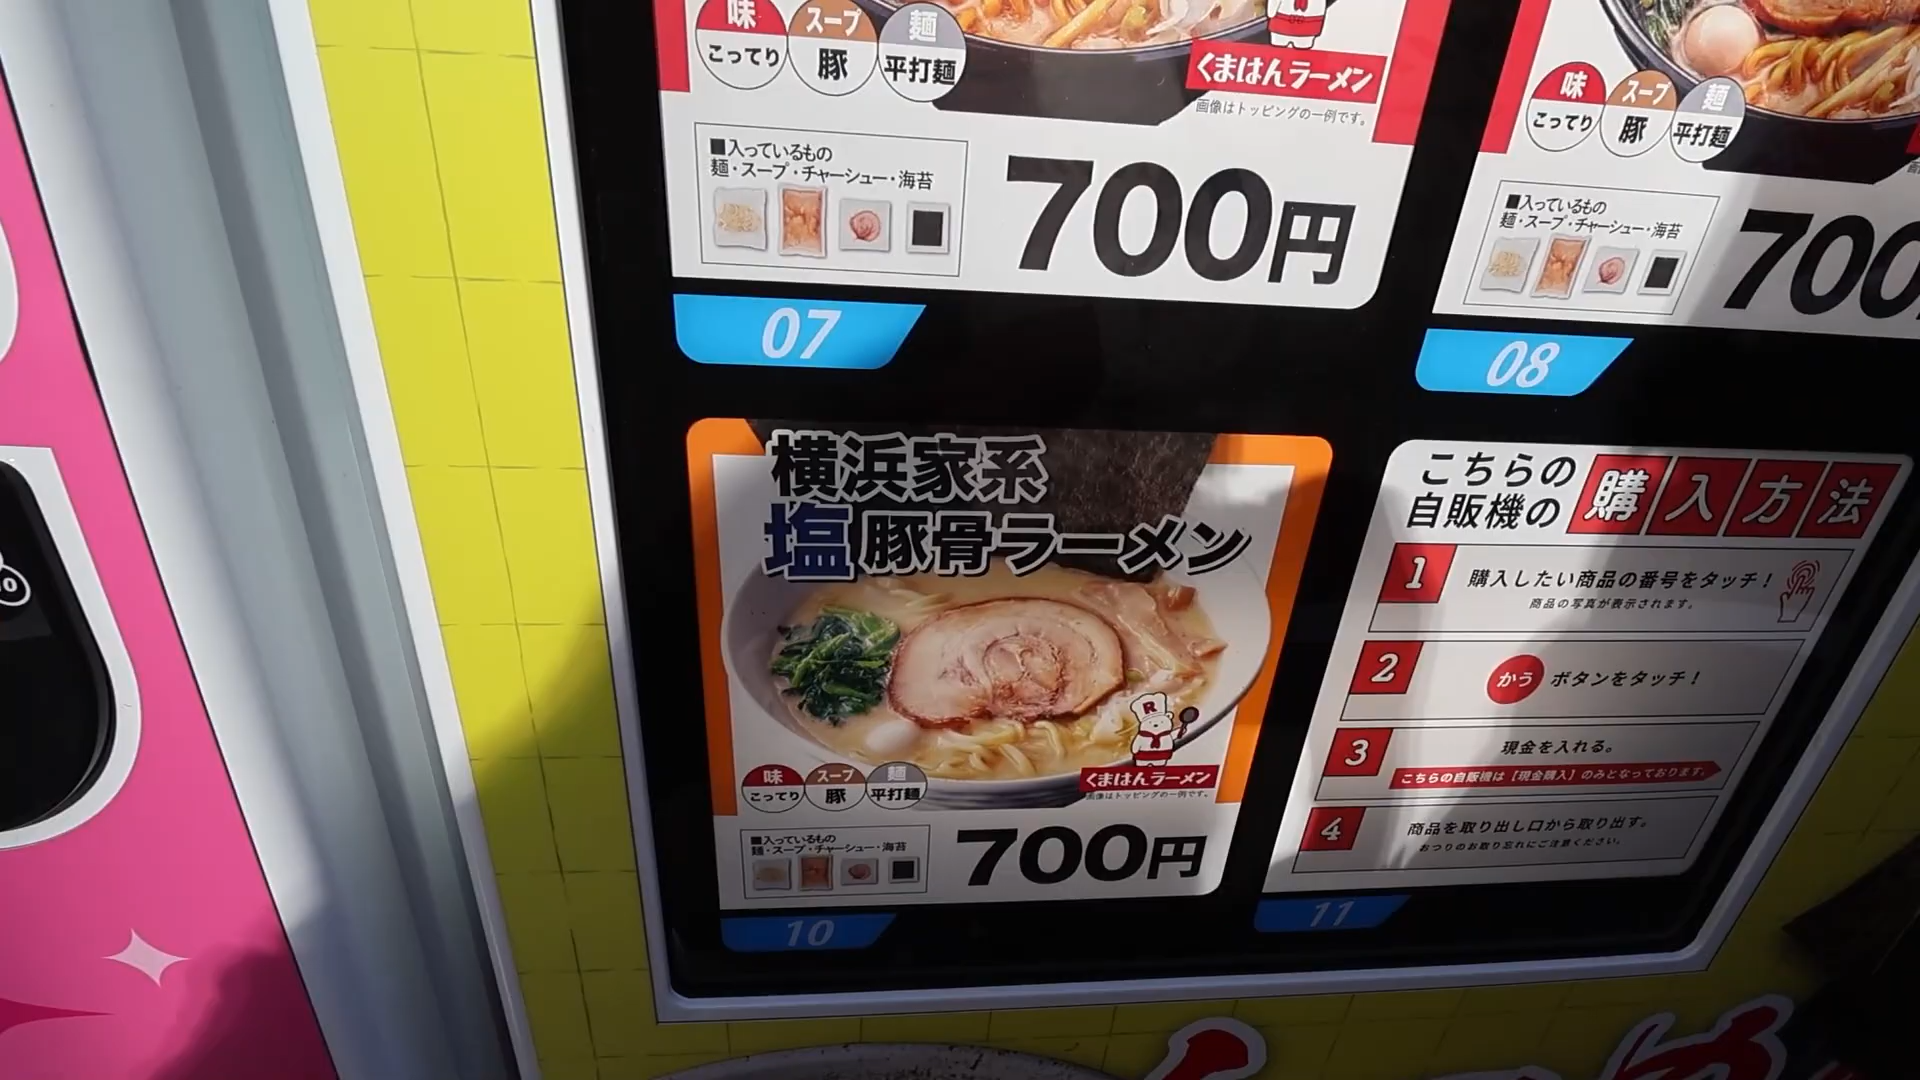 味
こってり
スープ
豚
麺
平打麺
くまはんラーメン
画像はトッピングの一例です。
■入っているもの
麺・スープ・チャーシュー・海苔
700円
07
味
こってり
スープ
豚
麺
平打麺
■入っているもの
麺・スープ・チャーシュー・海苔
700
08
横浜家系
塩豚骨ラーメン
R
味
こってり
スープ
豚
麺
平打麺
くまはんラーメン
画像はトッピングの一例です。
■入っているもの
麺・スープ・チャーシュー・海苔
700円
10
こちらの
自販機の購入方法
1 購入したい商品の番号をタッチ!
商品の写真が表示されます。
2 かう ボタンをタッチ!
3 現金を入れる。
こちらの自販機は【現金購入】のみとなっております。
4 商品を取り出し口から取り出す。
おつりのお取り忘れにご注意ください。
11